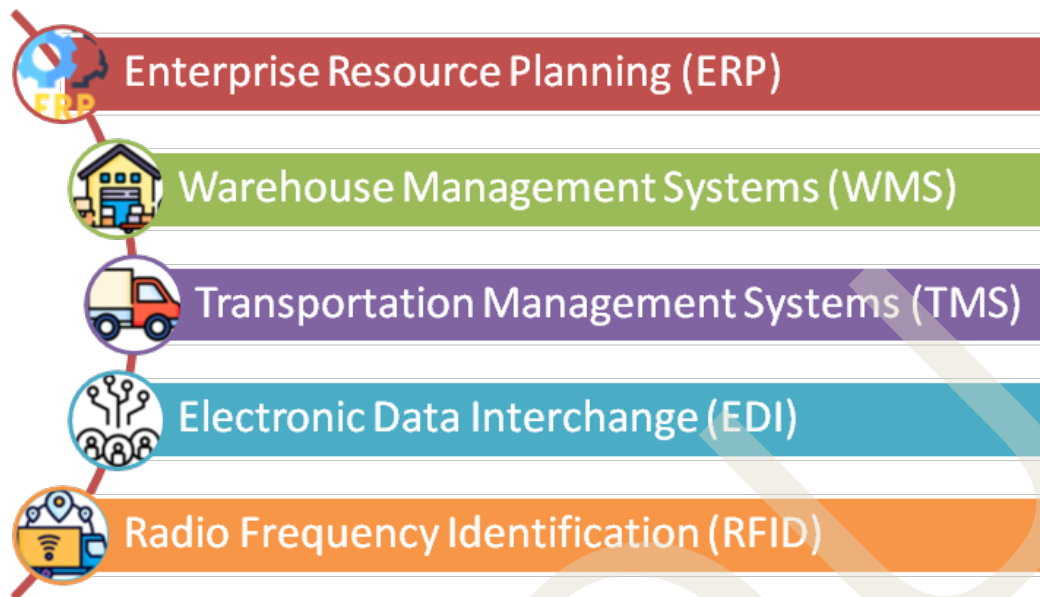 ERP
Enterprise Resource Planning (ERP)
Warehouse Management Systems (WMS)
Transportation Management Systems (TMS)
Electronic Data Interchange (EDI)
Radio Frequency Identification (RFID)